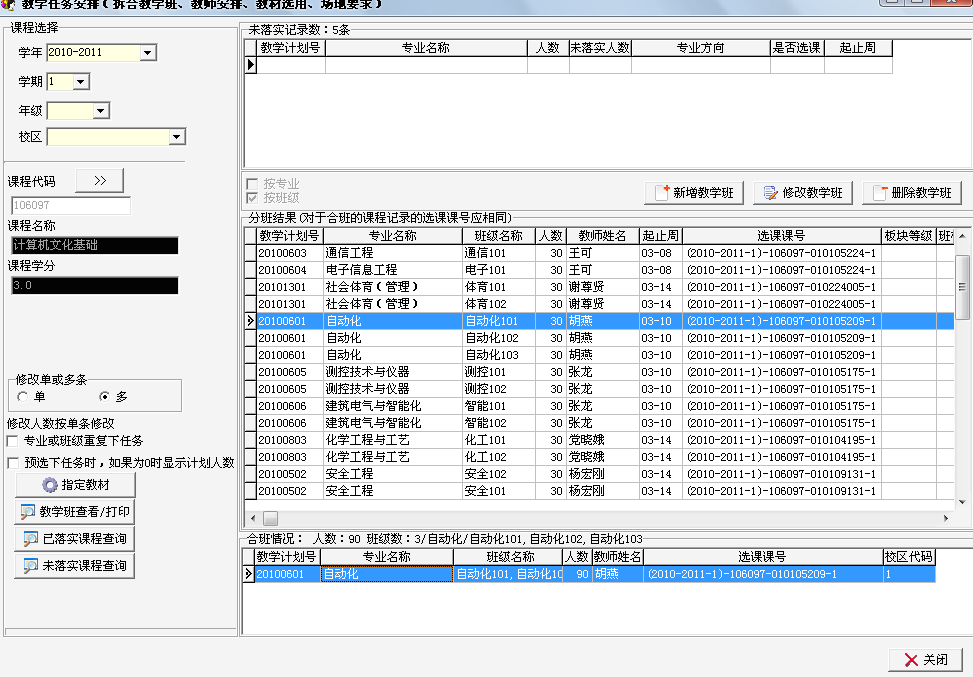 教学任务安排(拆合教学班、教师安排、教材选用、场地要求)
课程选择
学年 2010-2011
学期 1
年级
校区
课程代码 >>
106097
课程名称
计算机文化基础
课程学分
3.0
修改单或多条
单 多
修改人数按单条修改
专业或班级重复下任务
预选下任务时，如果为0时显示计划人数
指定教材
教学班查看/打印
已落实课程查询
未落实课程查询
未落实记录数：5条
教学计划号 专业名称 人数 未落实人数 专业方向 是否选课 起止周
按专业
按班级
新增教学班 修改教学班 删除教学班
分班结果(对于合班的课程记录的选课课号应相同)
教学计划号 专业名称 班级名称 人数 教师姓名 起止周 选课课号 板块等级
20100603 通信工程 通信101 30 王可 03-08 (2010-2011-1)-106097-010105224-1
20100604 电子信息工程 电子101 30 王可 03-08 (2010-2011-1)-106097-010105224-1
20101301 社会体育(管理) 体育101 30 谢尊贤 03-14 (2010-2011-1)-106097-010224005-1
20101301 社会体育(管理) 体育102 30 谢尊贤 03-14 (2010-2011-1)-106097-010224005-1
20100601 自动化 自动化101 30 胡燕 03-10 (2010-2011-1)-106097-010105209-1
20100601 自动化 自动化102 30 胡燕 03-10 (2010-2011-1)-106097-010105209-1
20100601 自动化 自动化103 30 胡燕 03-10 (2010-2011-1)-106097-010105209-1
20100605 测控技术与仪器 测控101 30 张龙 03-10 (2010-2011-1)-106097-010105175-1
20100605 测控技术与仪器 测控102 30 张龙 03-10 (2010-2011-1)-106097-010105175-1
20100606 建筑电气与智能化 智能101 30 张龙 03-10 (2010-2011-1)-106097-010105175-1
20100606 建筑电气与智能化 智能102 30 张龙 03-10 (2010-2011-1)-106097-010105175-1
20100803 化学工程与工艺 化工101 30 党晓娥 03-14 (2010-2011-1)-106097-010104195-1
20100803 化学工程与工艺 化工102 30 党晓娥 03-14 (2010-2011-1)-106097-010104195-1
20100502 安全工程 安全102 30 杨宏刚 03-14 (2010-2011-1)-106097-010109131-1
20100502 安全工程 安全101 30 杨宏刚 03-14 (2010-2011-1)-106097-010109131-1
合班情况： 人数：90 班级数：3/自动化/自动化101,自动化102,自动化103
教学计划号 专业名称 班级名称 人数 教师姓名 选课课号 校区代码
20100601 自动化 自动化101,自动化10 90 胡燕 (2010-2011-1)-106097-010105209-1 1
关闭